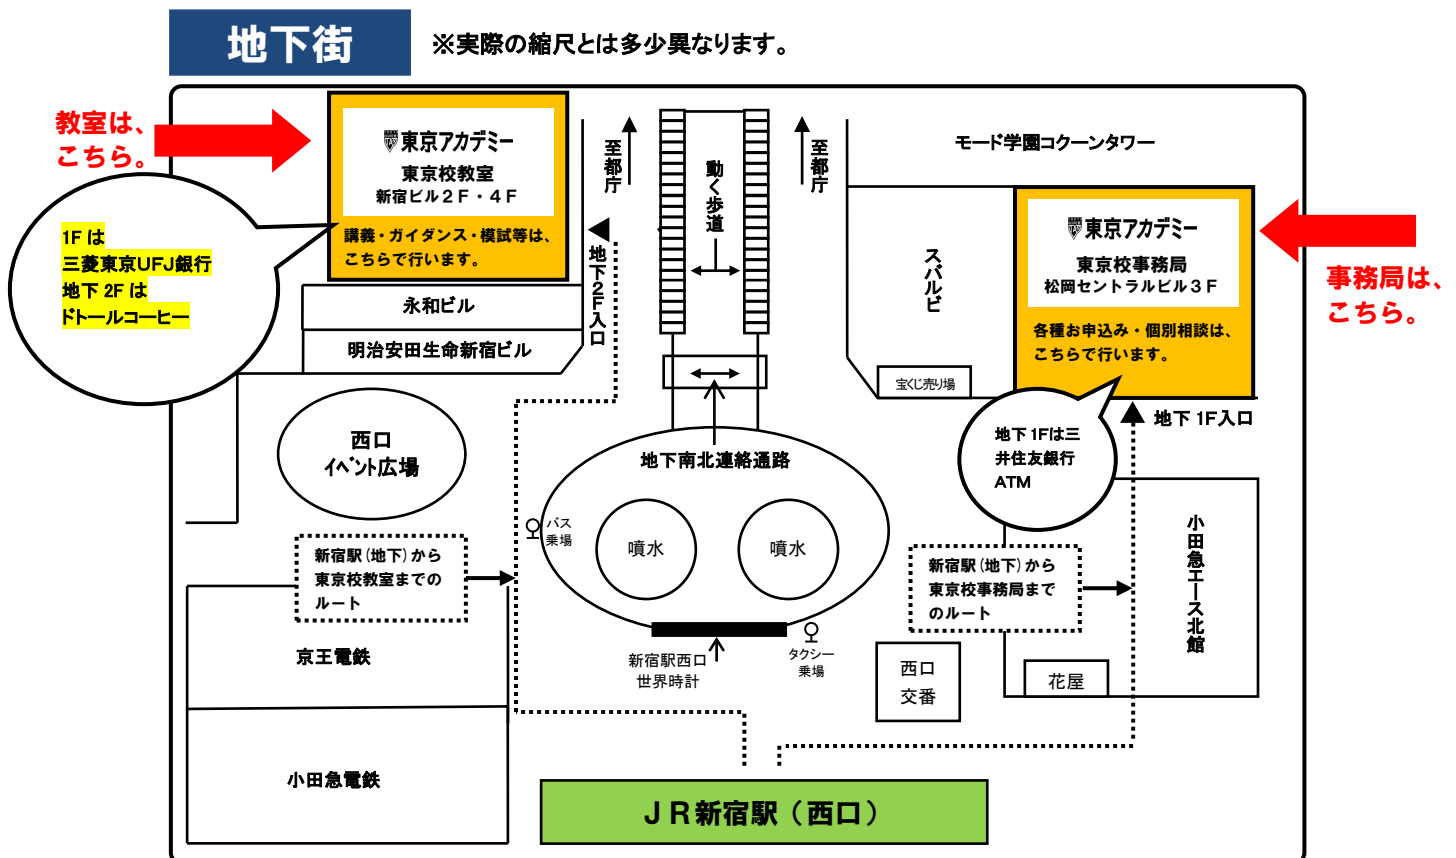 地下街
※実際の縮尺とは多少異なります。
教室は、
こちら。
東京アカデミー
東京校教室
新宿ビル2F・4F
講義・ガイダンス・模試等は、
こちらで行います。
1F は
三菱東京UFJ銀行
地下 2F は
ドトールコーヒー
永和ビル
明治安田生命新宿ビル
至都庁
地下2F入口
動く歩道
至都庁
モード学園コクーンタワー
スバルビ
東京アカデミー
東京校事務局
松岡セントラルビル3F
各種お申込み・個別相談は、
こちらで行います。
事務局は、
こちら。
宝くじ売り場
地下 1F入口
地下 1Fは三
井住友銀行
ATM
西口
イベント広場
地下南北連絡通路
噴水
噴水
バス
乗場
新宿駅(地下)から
東京校教室までの
ルート
新宿駅(地下)から
東京校事務局まで
のルート
小田急エース北館
京王電鉄
新宿駅西口
世界時計
タクシー
乗場
西口
交番
花屋
小田急電鉄
JR新宿駅(西口)